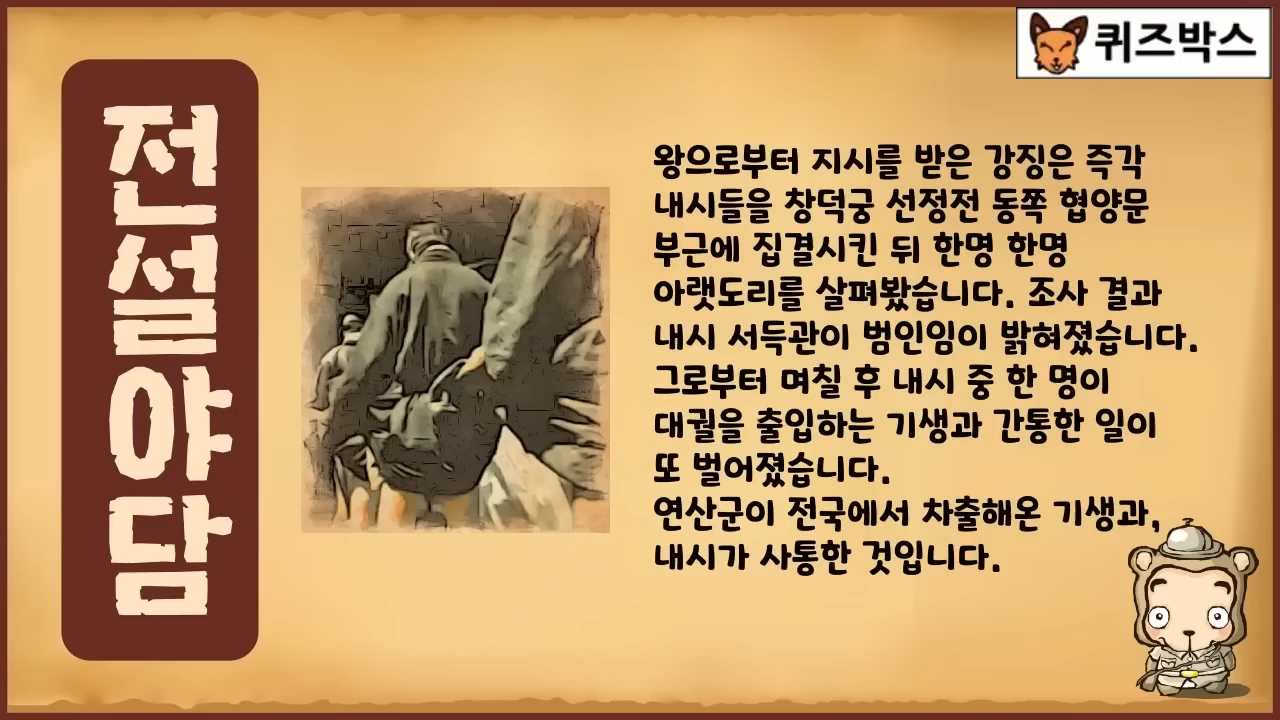 퀴즈박스
전설야담
왕으로부터 지시를 받은 강징은 즉각
내시들을 창덕궁 선정전 동쪽 협양문
부근에 집결시킨 뒤 한명 한명
아랫도리를 살펴봤습니다. 조사 결과
내시 서득관이 범인임이 밝혀졌습니다.
그로부터 며칠 후 내시 중 한 명이
대궐을 출입하는 기생과 간통한 일이
또 벌어졌습니다.
연산군이 전국에서 차출해온 기생과,
내시가 사통한 것입니다.